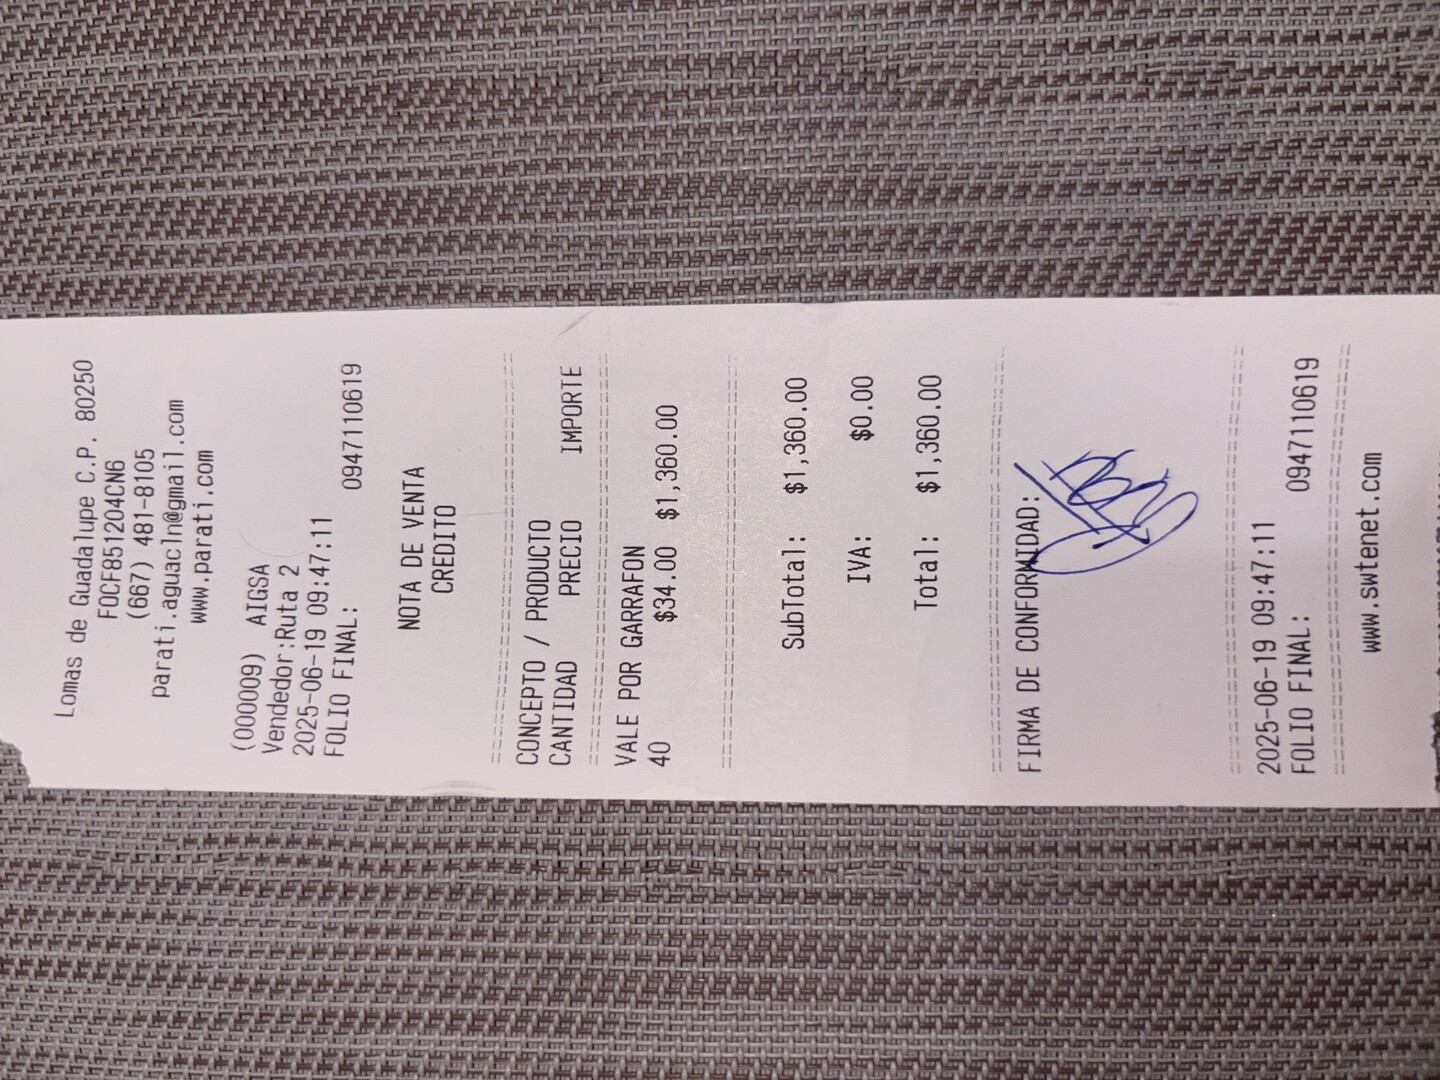 Lomas de Guadalupe C.P. 80250
FOCF851204CN6
(667) 481-8105
parati.aguacln@gmail.com
www.parati.com
(000009) AIGSA
Vendedor:Ruta 2
2025-06-19 09:47:11
FOLIO FINAL: 0947110619
NOTA DE VENTA
CREDITO
CONCEPTO / PRODUCTO
CANTIDAD PRECIO IMPORTE
VALE POR GARRAFON
40 $34.00 $1,360.00
SubTotal: $1,360.00
IVA: $0.00
Total: $1,360.00
FIRMA DE CONFORMIDAD:
2025-06-19 09:47:11
FOLIO FINAL: 0947110619
www.swtenet.com